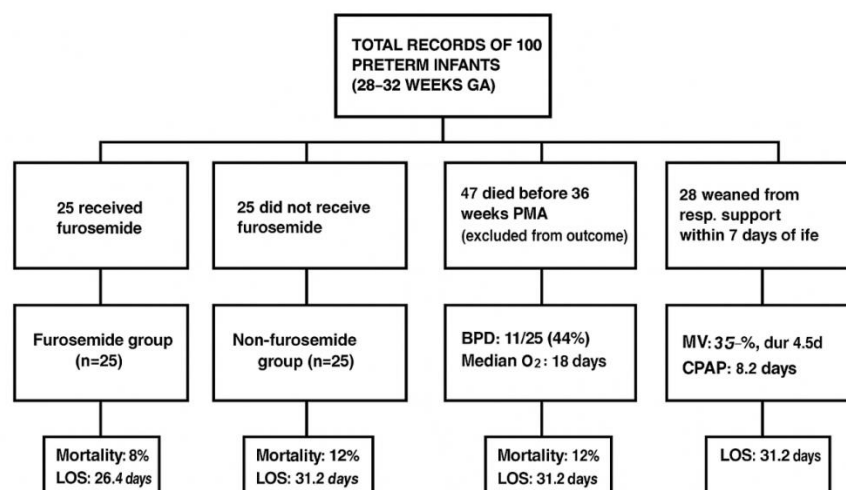 TOTAL RECORDS OF 100
PRETERM INFANTS
(28–32 WEEKS GA)
25 received
furosemide
25 did not receive
furosemide
47 died before 36
weeks PMA
(excluded from outcome)
28 weaned from
resp. support
within 7 days of ife
Furosemide group
(n=25)
Non-furosemide
group (n=25)
BPD: 11/25 (44%)
Median O₂: 18 days
MV: 35-%, dur 4.5d
CPAP: 8.2 days
Mortality: 8%
LOS: 26.4 days
Mortality: 12%
LOS: 31.2 days
Mortality: 12%
LOS: 31.2 days
LOS: 31.2 days